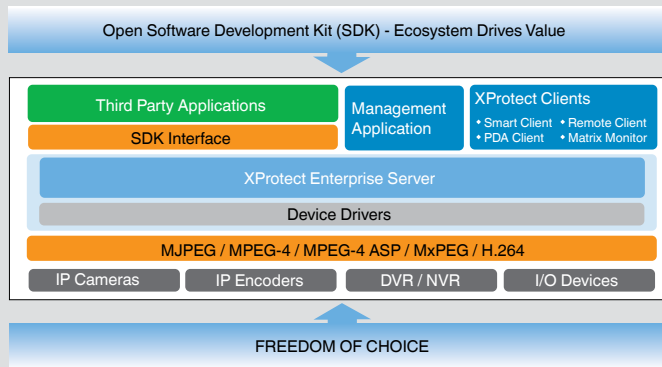 Open Software Development Kit (SDK) - Ecosystem Drives Value
Third Party Applications
SDK Interface
Management
Application
XProtect Clients
• Smart Client • Remote Client
• PDA Client • Matrix Monitor
XProtect Enterprise Server
Device Drivers
MJPEG / MPEG-4 / MPEG-4 ASP / MxPEG / H.264
IP Cameras
IP Encoders
DVR / NVR
I/O Devices
FREEDOM OF CHOICE